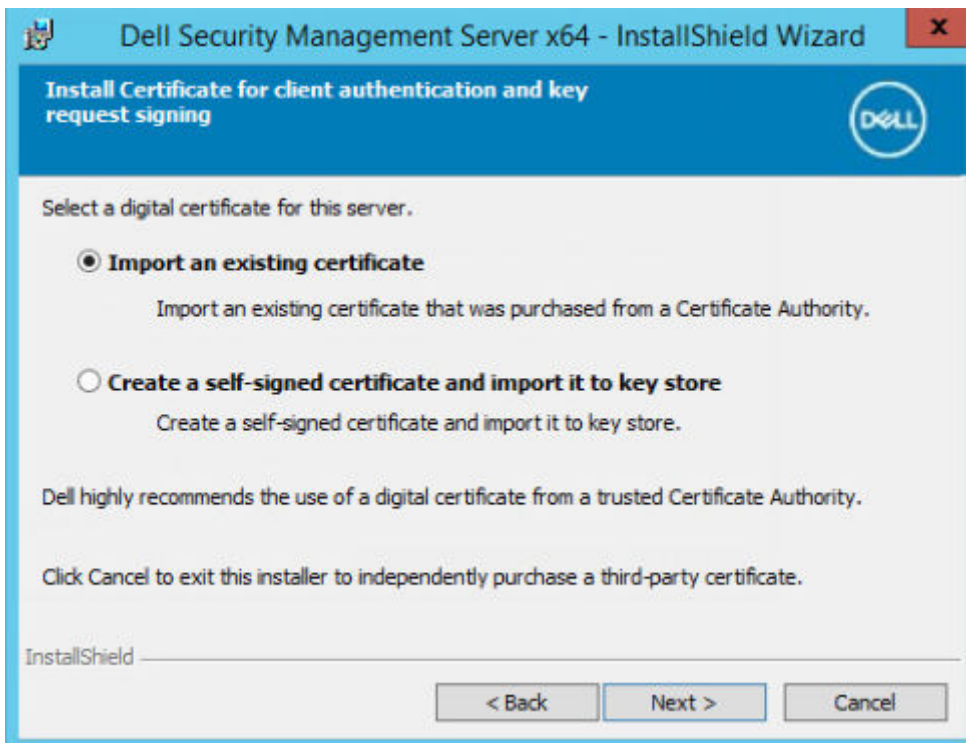 Dell Security Management Server x64 - InstallShield Wizard
x
Install Certificate for client authentication and key
request signing
DELL
Select a digital certificate for this server.
Import an existing certificate
Import an existing certificate that was purchased from a Certificate Authority.
Create a self-signed certificate and import it to key store
Create a self-signed certificate and import it to key store.
Dell highly recommends the use of a digital certificate from a trusted Certificate Authority.
Click Cancel to exit this installer to independently purchase a third-party certificate.
InstallShield
< Back Next > Cancel